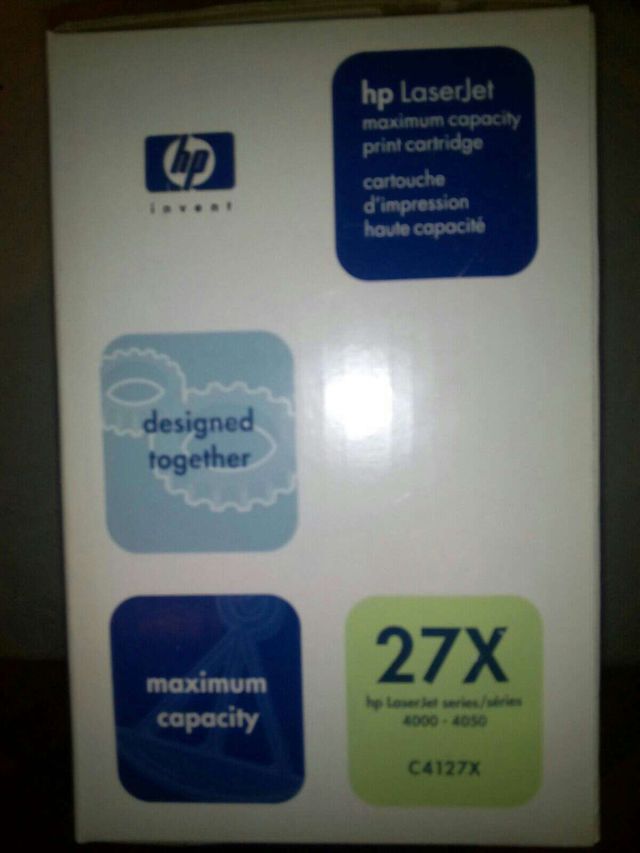 hp
invent
hp LaserJet
maximum capacity
print cartridge
cartouche
d'impression
haute capacité
designed
together
maximum
capacity
27X
hp LaserJet series/séries
4000 - 4050
C4127X